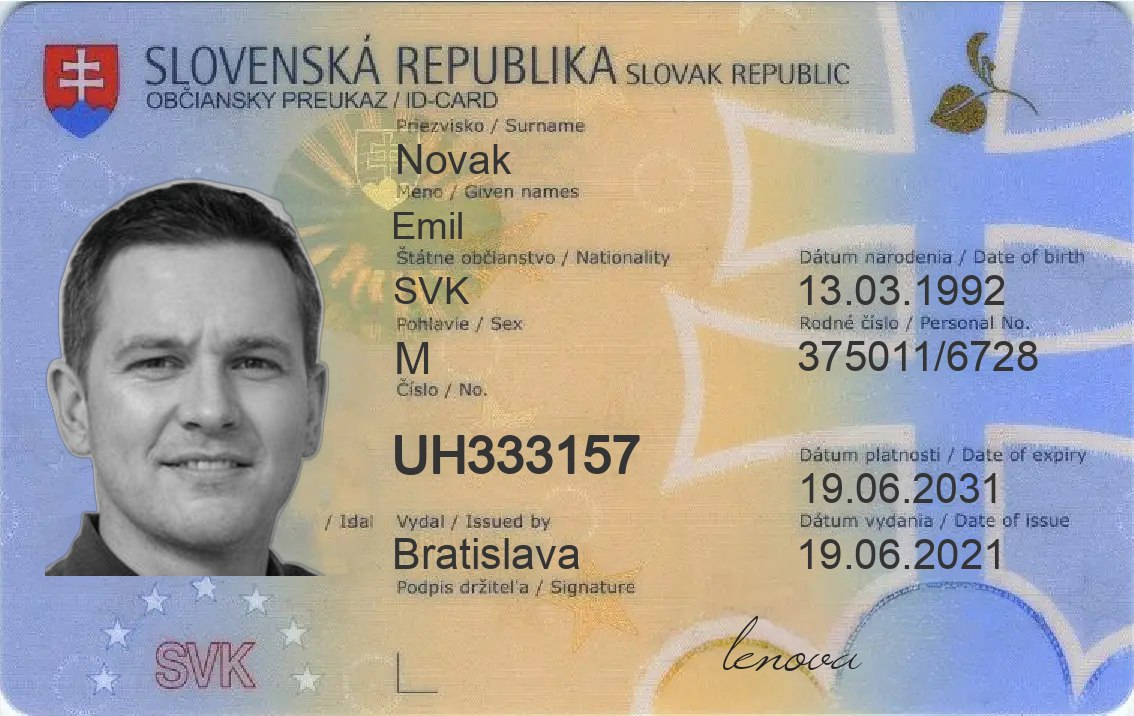 SLOVENSKÁ REPUBLIKA SLOVAK REPUBLIC
OBČIANSKY PREUKAZ / ID-CARD
Priezvisko / Surname
Novak
Meno / Given names
Emil
Štátne občianstvo / Nationality
SVK
Dátum narodenia / Date of birth
13.03.1992
Pohlavie / Sex
M
Rodné číslo / Personal No.
375011/6728
Číslo / No.
UH333157
Dátum platnosti / Date of expiry
19.06.2031
/ Idal
Vydal / Issued by
Bratislava
Dátum vydania / Date of issue
19.06.2021
Podpis držiteľa / Signature
lenova
SVK